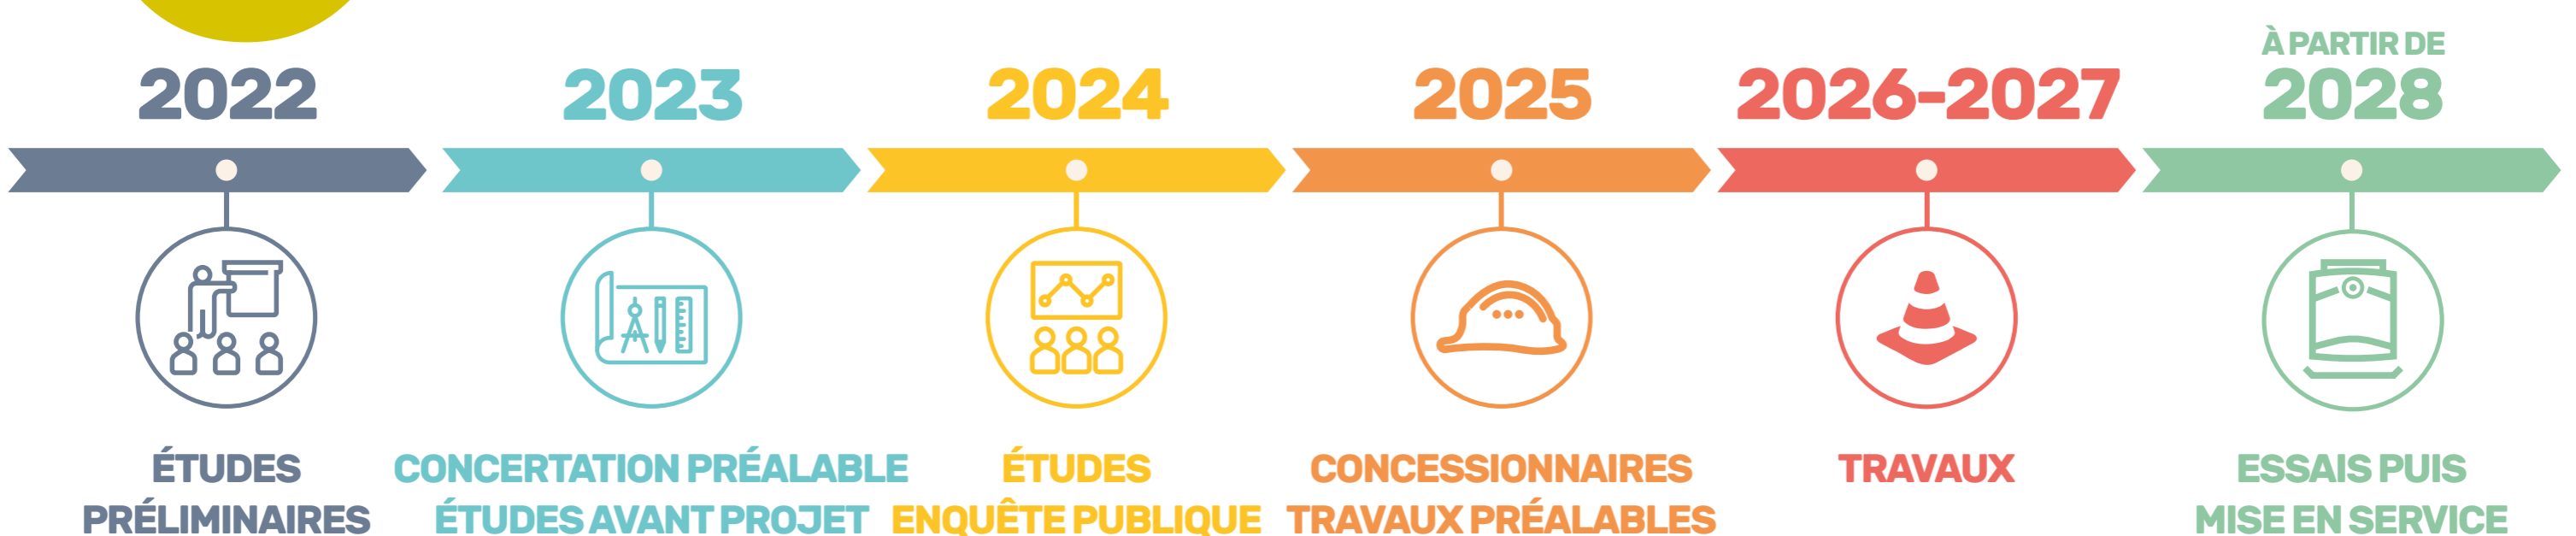 2022
ÉTUDES
PRÉLIMINAIRES
2023
CONCERTATION PRÉALABLE
ÉTUDES AVANT PROJET
2024
ÉTUDES
ENQUÊTE PUBLIQUE
2025
CONCESSIONNAIRES
TRAVAUX PRÉALABLES
2026-2027
TRAVAUX
À PARTIR DE
2028
ESSAIS PUIS
MISE EN SERVICE